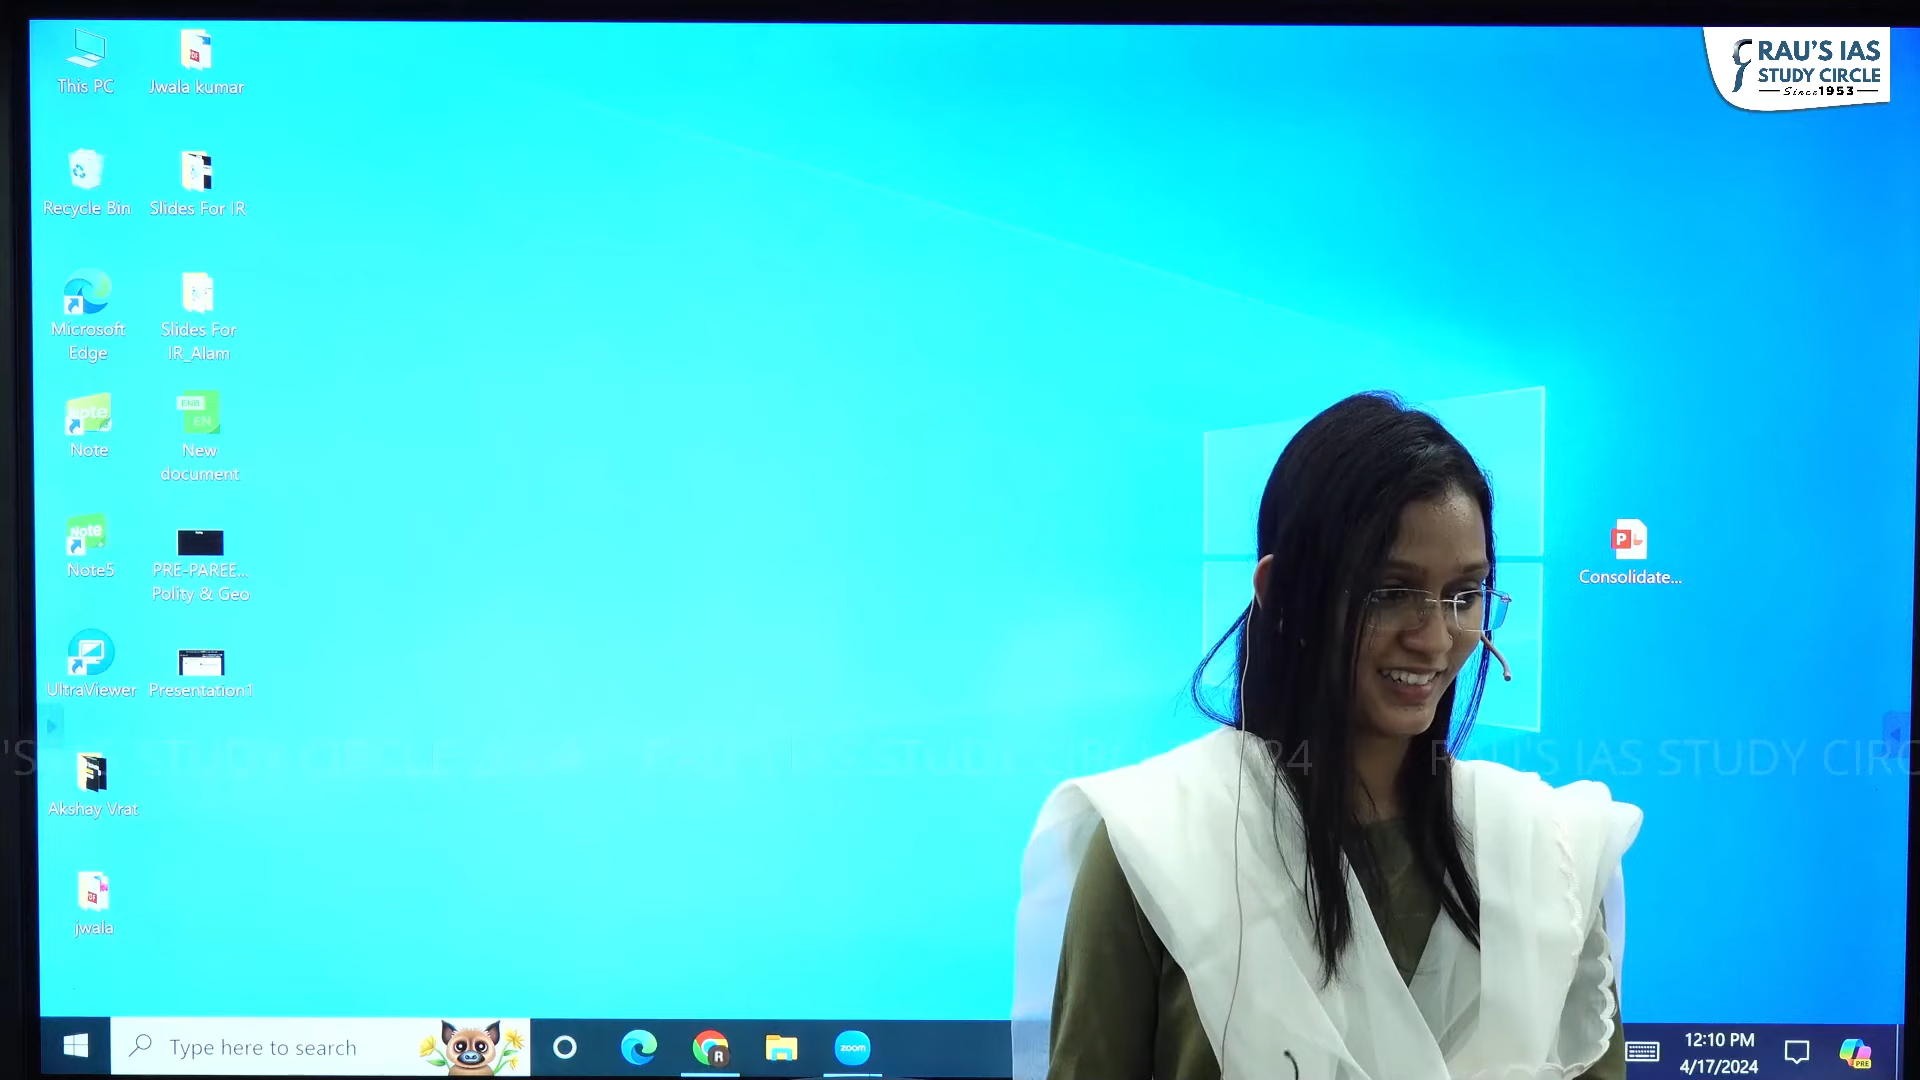 RAU'S IAS
STUDY CIRCLE
Since 1953
This PC
Jwala kumar
Recycle Bin
Slides For IR
Microsoft
Edge
Slides For
IR_Alam
Note
New
document
Note5
PRE-PAREE...
Polity & Geo
UltraViewer
Presentation1
Akshay Vrat
jwala
Consolidate...
RAU'S IAS STUDY CIRC
Type here to search
zoom
12:10 PM
4/17/2024
PRE